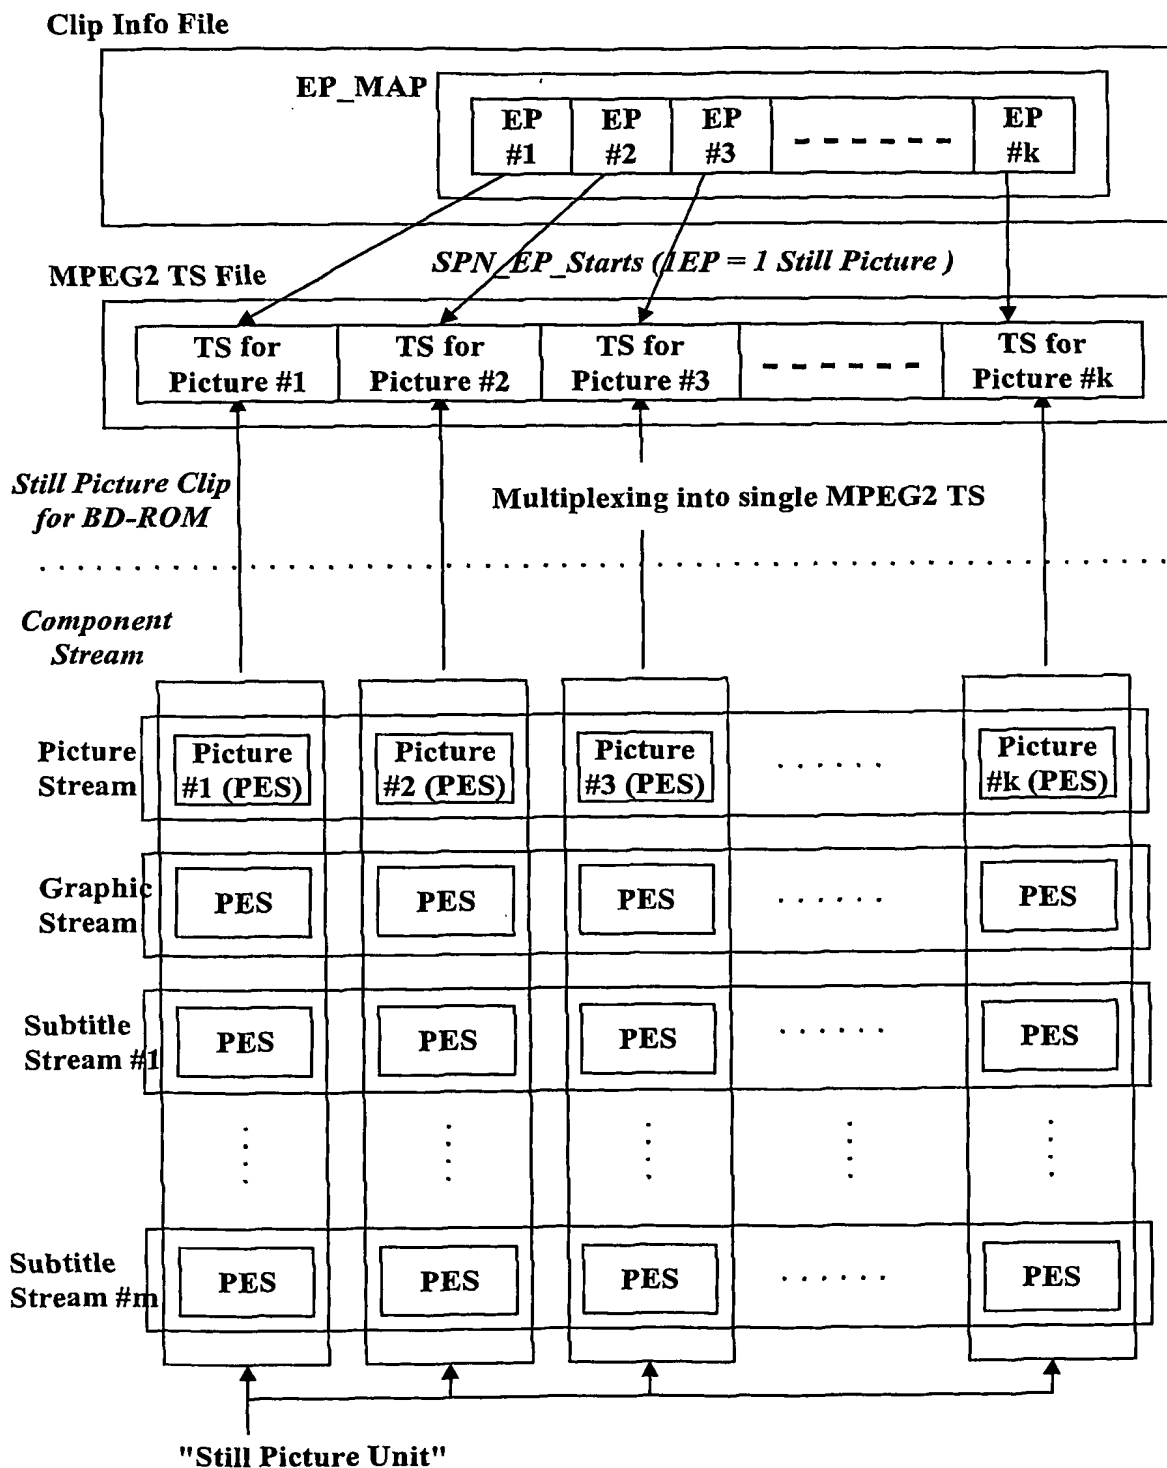 Clip Info File
EP_MAP
EP
#1
EP
#2
EP
#3
EP
#k
SPN_EP_Starts (1EP = 1 Still Picture )
MPEG2 TS File
TS for
Picture #1
TS for
Picture #2
TS for
Picture #3
TS for
Picture #k
Still Picture Clip
for BD-ROM
Multiplexing into single MPEG2 TS
Component
Stream
Picture
Stream
Picture
#1 (PES)
Picture
#2 (PES)
Picture
#3 (PES)
Picture
#k (PES)
Graphic
Stream
PES
PES
PES
PES
Subtitle
Stream #1
PES
PES
PES
PES
Subtitle
Stream #m
PES
PES
PES
PES
"Still Picture Unit"